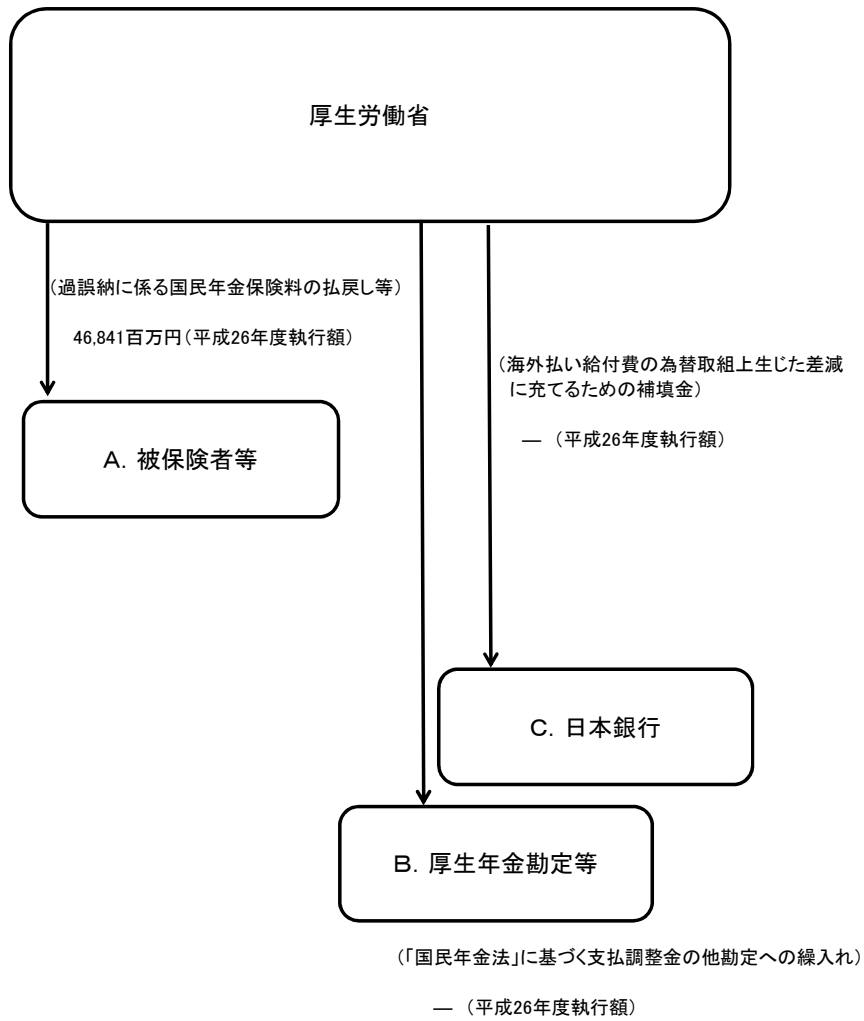 厚生労働省
（過誤納に係る国民年金保険料の払戻し等）
46,841百万円（平成26年度執行額）
A．被保険者等
（海外払い給付費の為替取組上生じた差減
に充てるための補填金）
― （平成26年度執行額）
C．日本銀行
B．厚生年金勘定等
（「国民年金法」に基づく支払調整金の他勘定への繰入れ）
― （平成26年度執行額）